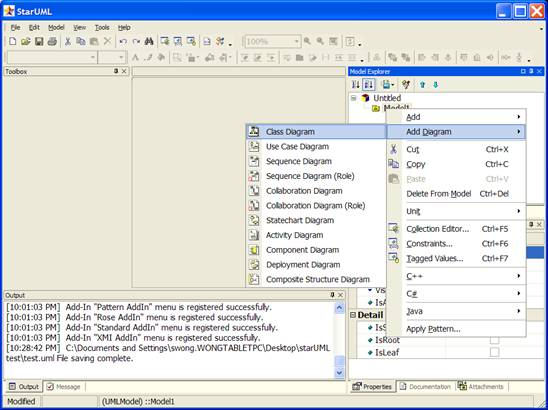 StarUML
File Edit Format Model View Tools Help
100%
Toolbox
Model Explorer
Untitled
Model1
Add
Add Diagram
Cut Ctrl+X
Copy Ctrl+C
Paste Ctrl+V
Delete From Model Ctrl+Del
Unit
Collection Editor... Ctrl+F5
Constraints... Ctrl+F6
Tagged Values... Ctrl+F7
C++
C#
Java
Apply Pattern...
Class Diagram
Use Case Diagram
Sequence Diagram
Sequence Diagram (Role)
Collaboration Diagram
Collaboration Diagram (Role)
Statechart Diagram
Activity Diagram
Component Diagram
Deployment Diagram
Composite Structure Diagram
Vis
IsA
Detail
IsS
IsRoot
IsLeaf
Properties Documentation Attachments
Output
[10:01:03 PM] Add-In "Pattern AddIn" menu is registered successfully.
[10:01:03 PM] Add-In "Rose AddIn" menu is registered successfully.
[10:01:03 PM] Add-In "Standard AddIn" menu is registered successfully.
[10:01:03 PM] Add-In "XMI AddIn" menu is registered successfully.
[10:28:42 PM] C:\Documents and Settings\swong.WONGTABLETPC\Desktop\starUML
test\test.uml File saving complete.
Output Message
Modified (UMLModel) ::Model1